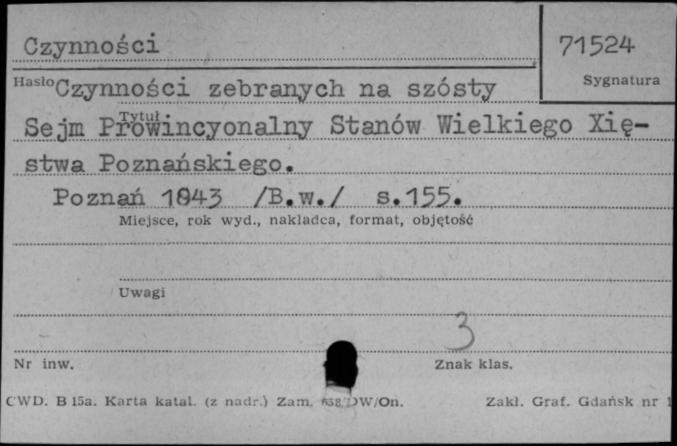 Czynności
71524
Hasło Czynności zebranych na szósty
Sygnatura
Tytuł
Sejm Prowincyonalny Stanów Wielkiego Xię-
stwa Poznańskiego.
Poznań 1843 /B.w./ s.155.
Miejsce, rok wyd., nakładca, format, objętość
Uwagi
3
Nr inw.
Znak klas.
CWD. B 15a. Karta katal. (z nadr.) Zam. DW/On.
Zakł. Graf. Gdańsk nr